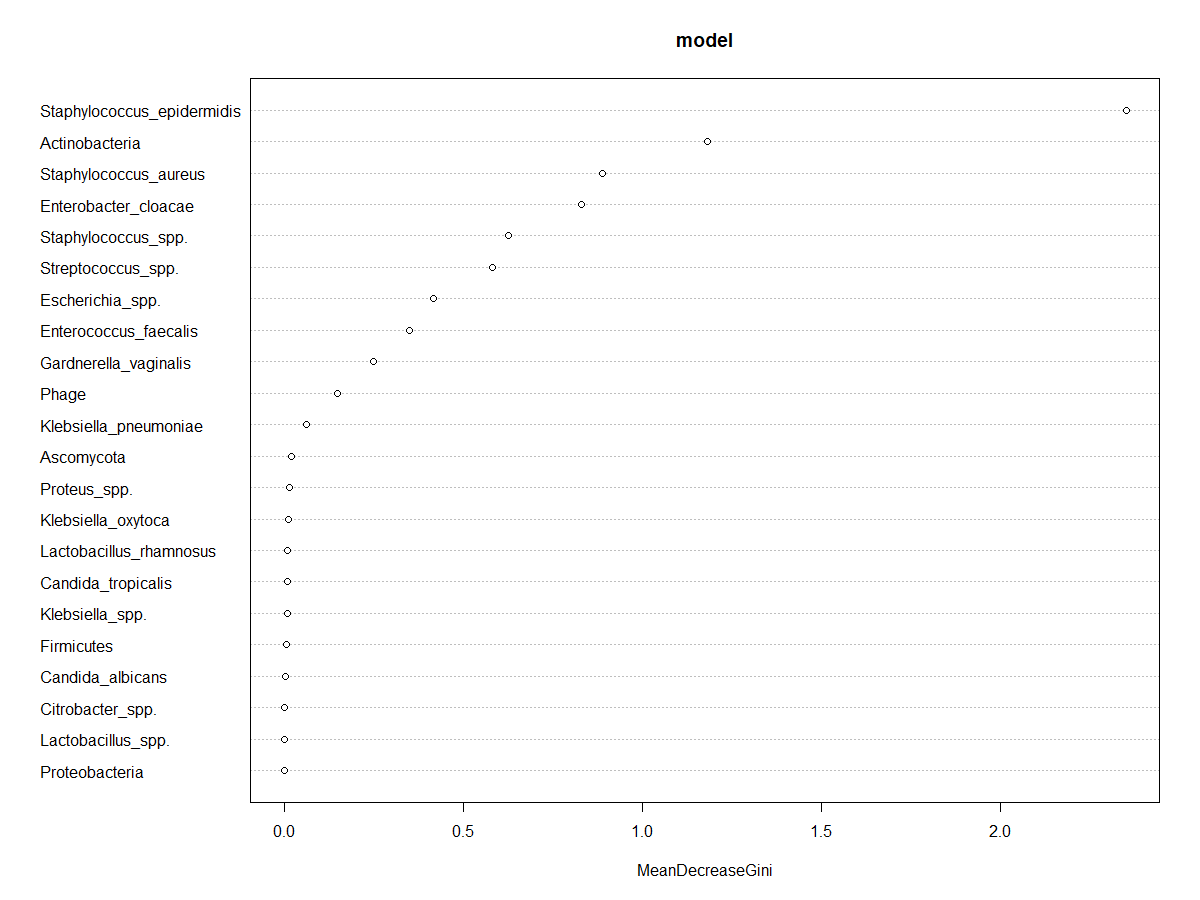 model
Staphylococcus_epidermidis
Actinobacteria
Staphylococcus_aureus
Enterobacter_cloacae
Staphylococcus_spp.
Streptococcus_spp.
Escherichia_spp.
Enterococcus_faecalis
Gardnerella_vaginalis
Phage
Klebsiella_pneumoniae
Ascomycota
Proteus_spp.
Klebsiella_oxytoca
Lactobacillus_rhamnosus
Candida_tropicalis
Klebsiella_spp.
Firmicutes
Candida_albicans
Citrobacter_spp.
Lactobacillus_spp.
Proteobacteria
0.0 0.5 1.0 1.5 2.0
MeanDecreaseGini